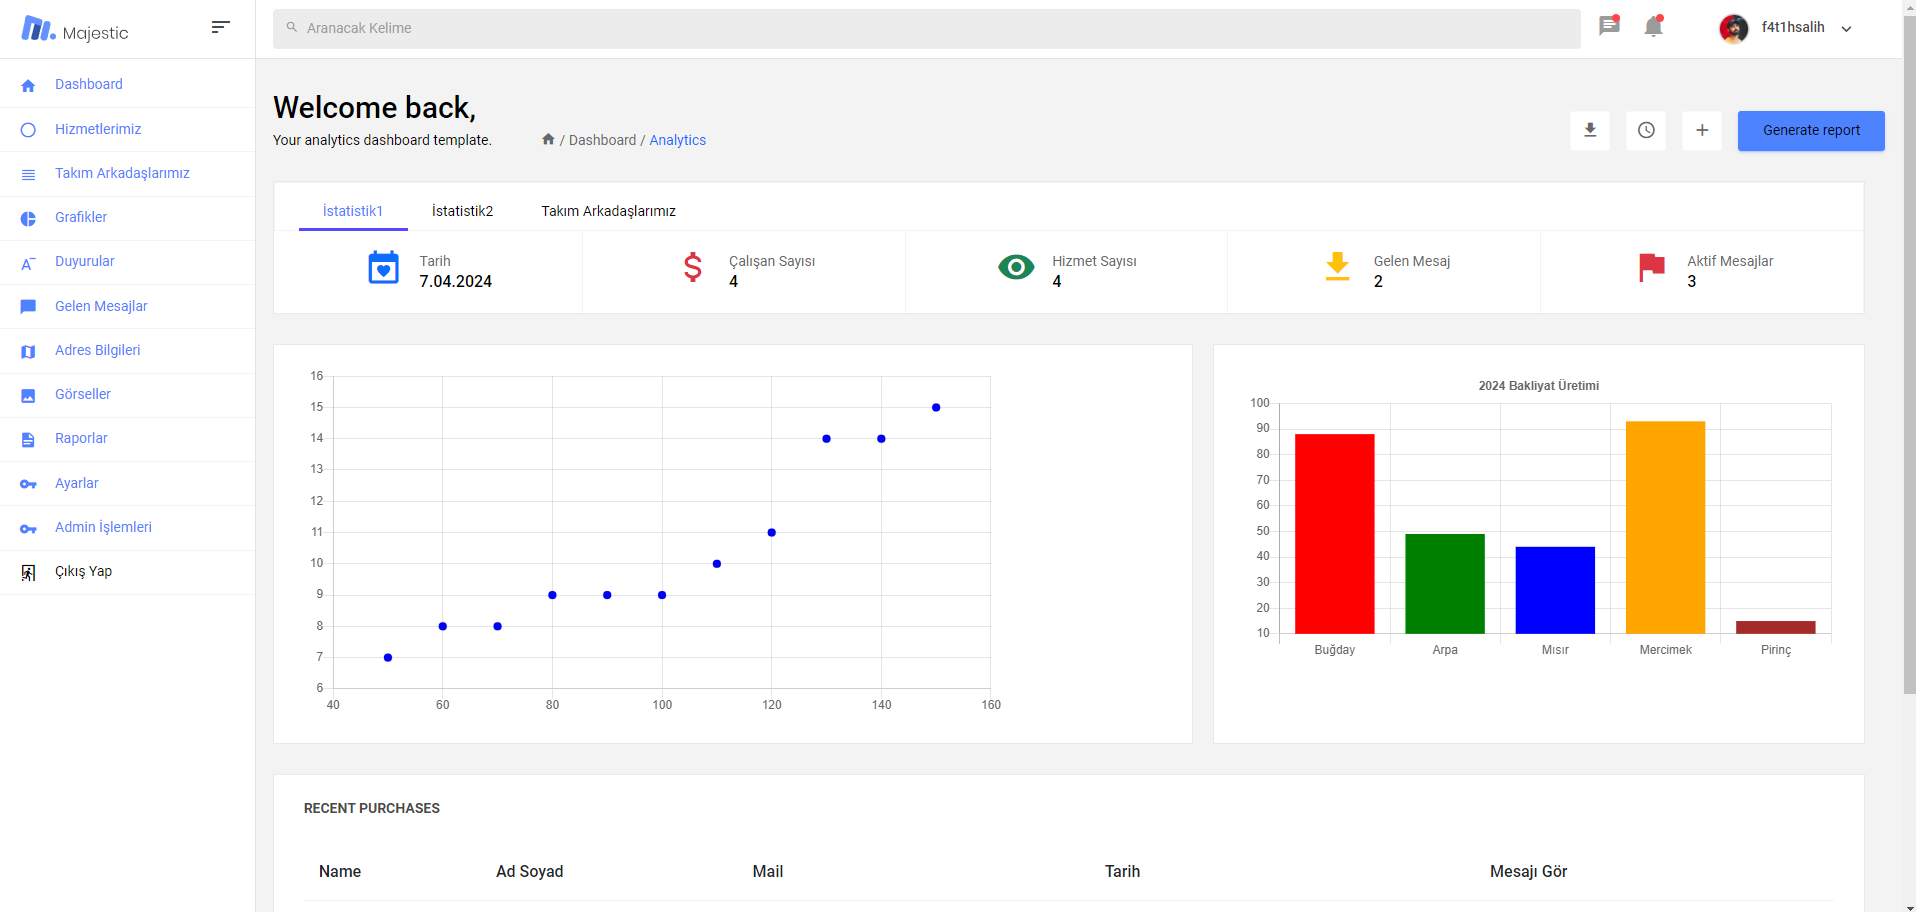 Majestic
Aranacak Kelime
f4t1hsalih
Dashboard
Hizmetlerimiz
Takım Arkadaşlarımız
Grafikler
Duyurular
Gelen Mesajlar
Adres Bilgileri
Görseller
Raporlar
Ayarlar
Admin İşlemleri
Çıkış Yap
Welcome back,
Your analytics dashboard template.
/ Dashboard / Analytics
Generate report
İstatistik1 İstatistik2 Takım Arkadaşlarımız
Tarih
7.04.2024
Çalışan Sayısı
4
Hizmet Sayısı
4
Gelen Mesaj
2
Aktif Mesajlar
3
16
15
14
13
12
11
10
9
8
7
6
40 60 80 100 120 140 160
2024 Bakliyat Üretimi
100
90
80
70
60
50
40
30
20
10
Buğday Arpa Mısır Mercimek Pirinç
RECENT PURCHASES
Name Ad Soyad Mail Tarih Mesajı Gör